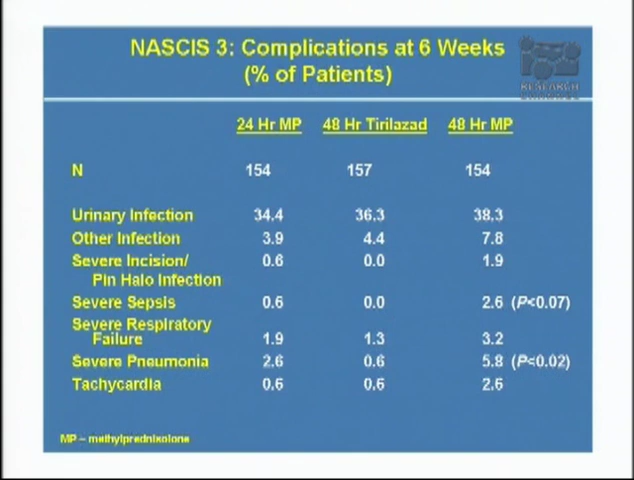 NASCIS 3: Complications at 6 Weeks
(% of Patients)
RESEARCH
24 Hr MP 48 Hr Tirilazad 48 Hr MP
N 154 157 154
Urinary Infection 34.4 36.3 38.3
Other Infection 3.9 4.4 7.8
Severe Incision/ 0.6 0.0 1.9
Pin Halo Infection
Severe Sepsis 0.6 0.0 2.6 (P<0.07)
Severe Respiratory
Failure 1.9 1.3 3.2
Severe Pneumonia 2.6 0.6 5.8 (P<0.02)
Tachycardia 0.6 0.6 2.6
MP – methylprednisolone